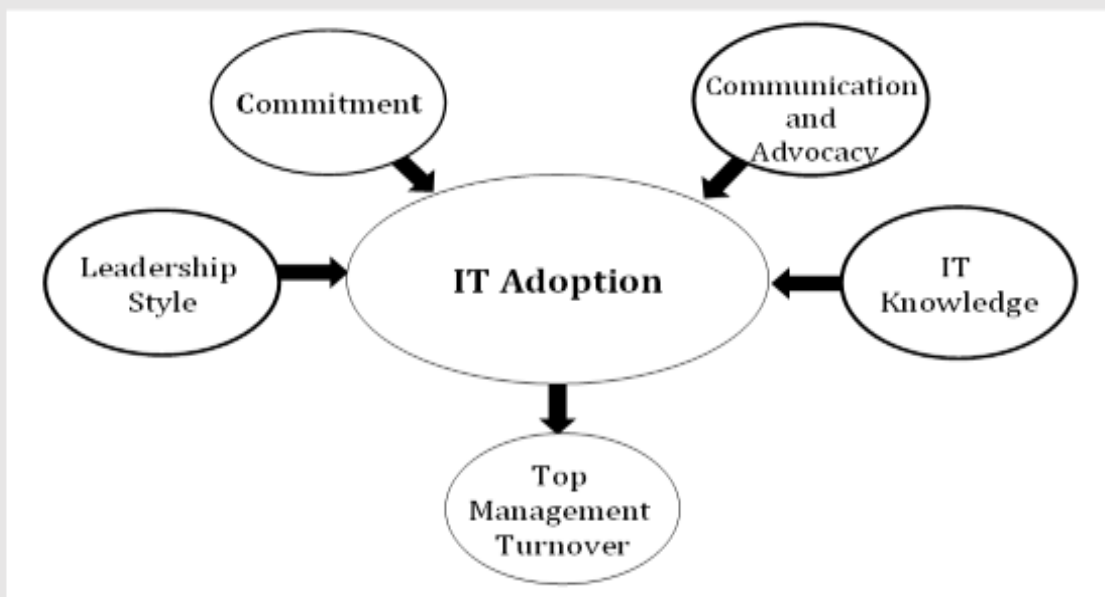 Commitment
Communication
and
Advocacy
Leadership
Style
IT Adoption
IT
Knowledge
Top
Management
Turnover